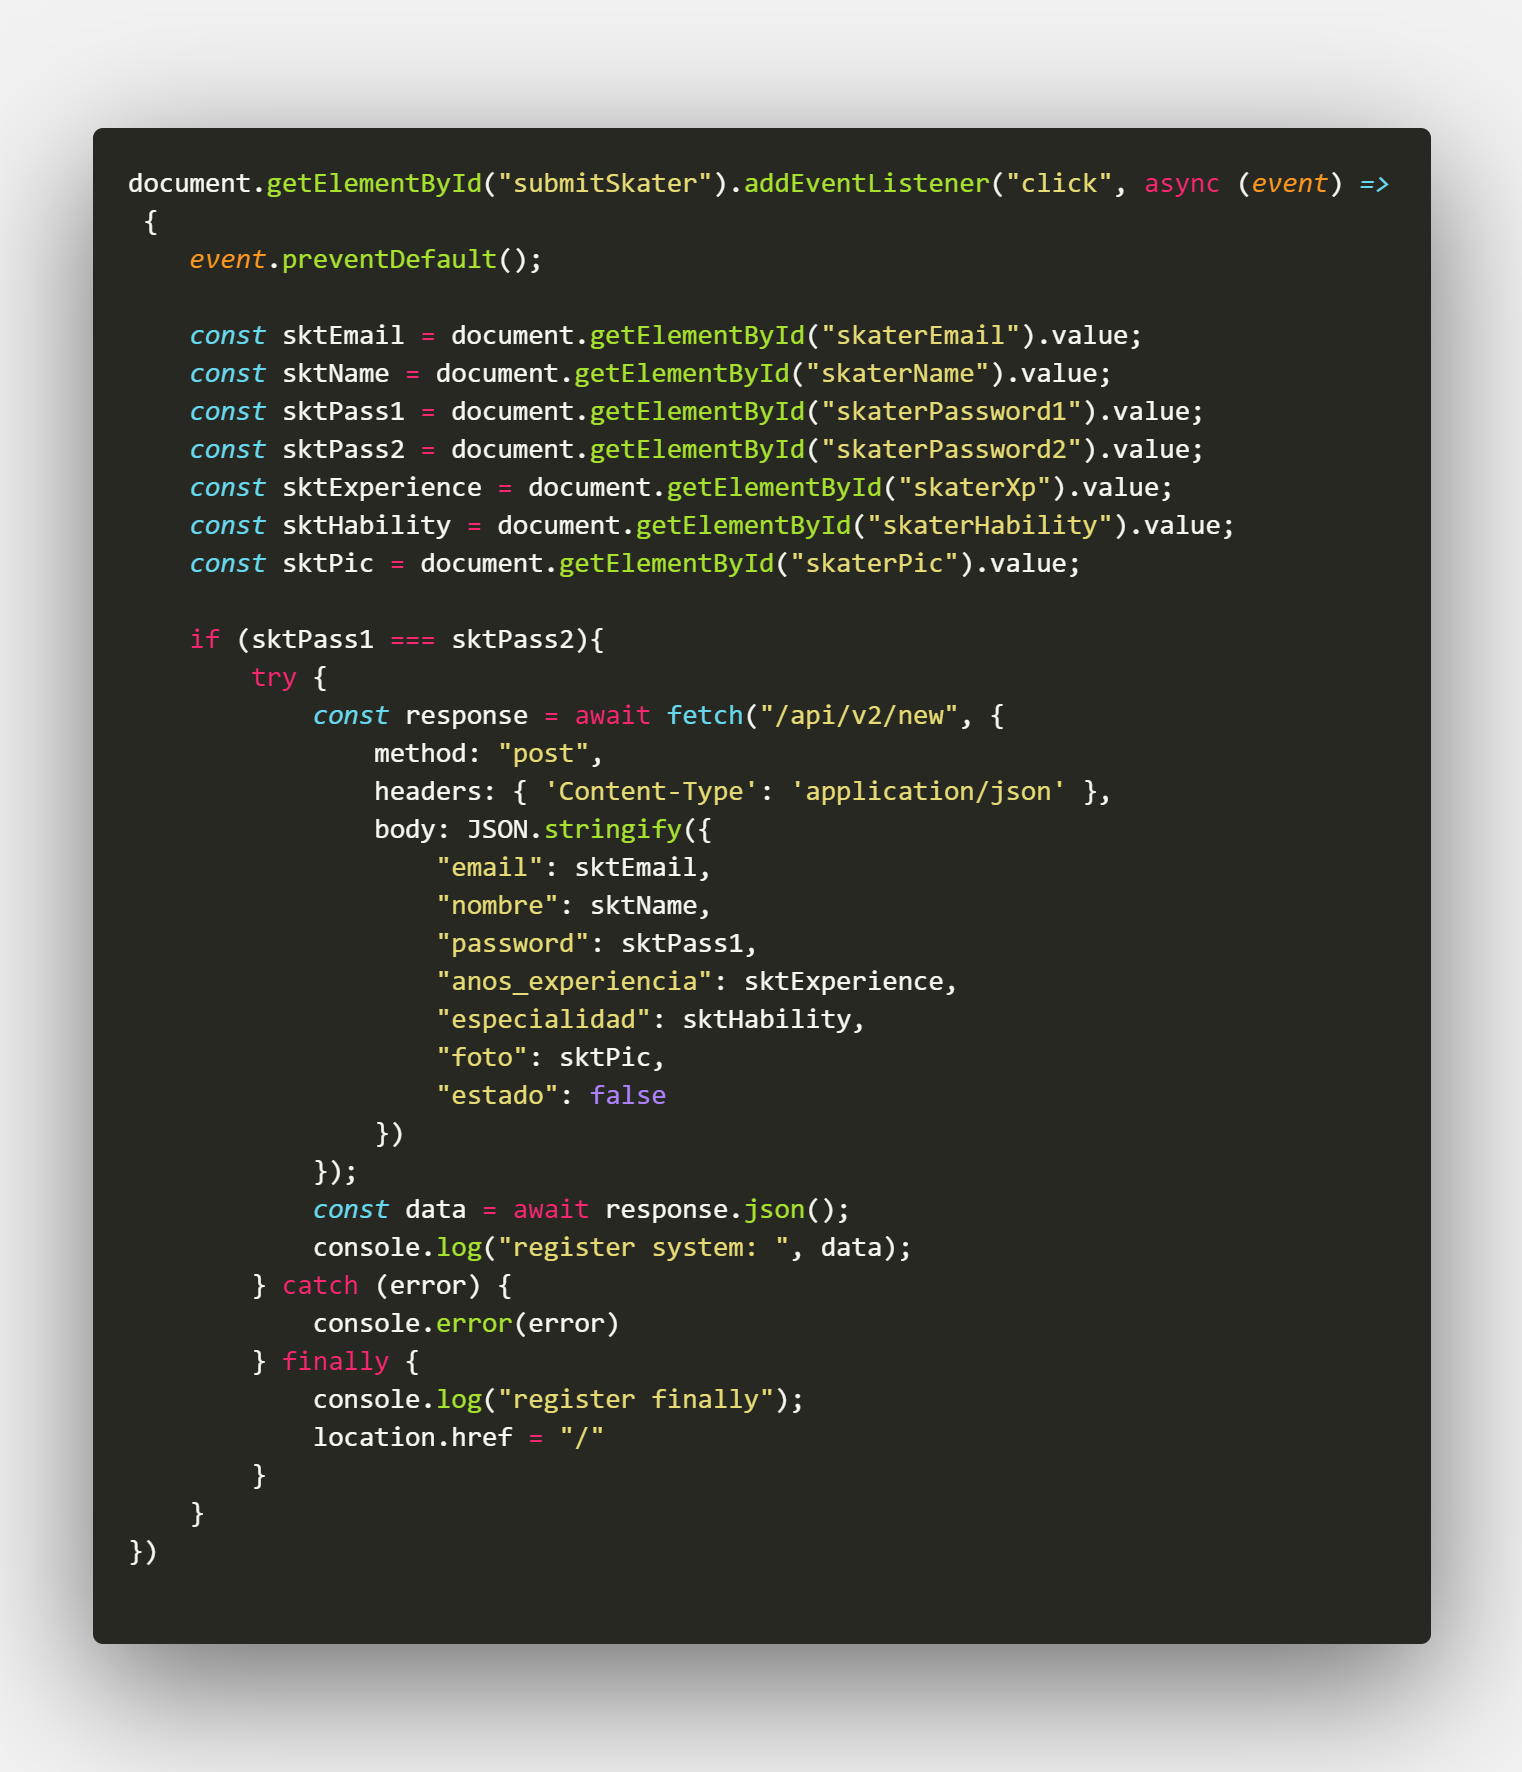 document.getElementById("submitSkater").addEventListener("click", async (event) =>
 {
    event.preventDefault();

    const sktEmail = document.getElementById("skaterEmail").value;
    const sktName = document.getElementById("skaterName").value;
    const sktPass1 = document.getElementById("skaterPassword1").value;
    const sktPass2 = document.getElementById("skaterPassword2").value;
    const sktExperience = document.getElementById("skaterXp").value;
    const sktHability = document.getElementById("skaterHability").value;
    const sktPic = document.getElementById("skaterPic").value;

    if (sktPass1 === sktPass2){
        try {
            const response = await fetch("/api/v2/new", {
                method: "post",
                headers: { 'Content-Type': 'application/json' },
                body: JSON.stringify({
                    "email": sktEmail,
                    "nombre": sktName,
                    "password": sktPass1,
                    "anos_experiencia": sktExperience,
                    "especialidad": sktHability,
                    "foto": sktPic,
                    "estado": false
                })
            });
            const data = await response.json();
            console.log("register system: ", data);
        } catch (error) {
            console.error(error)
        } finally {
            console.log("register finally");
            location.href = "/"
        }
    }
})